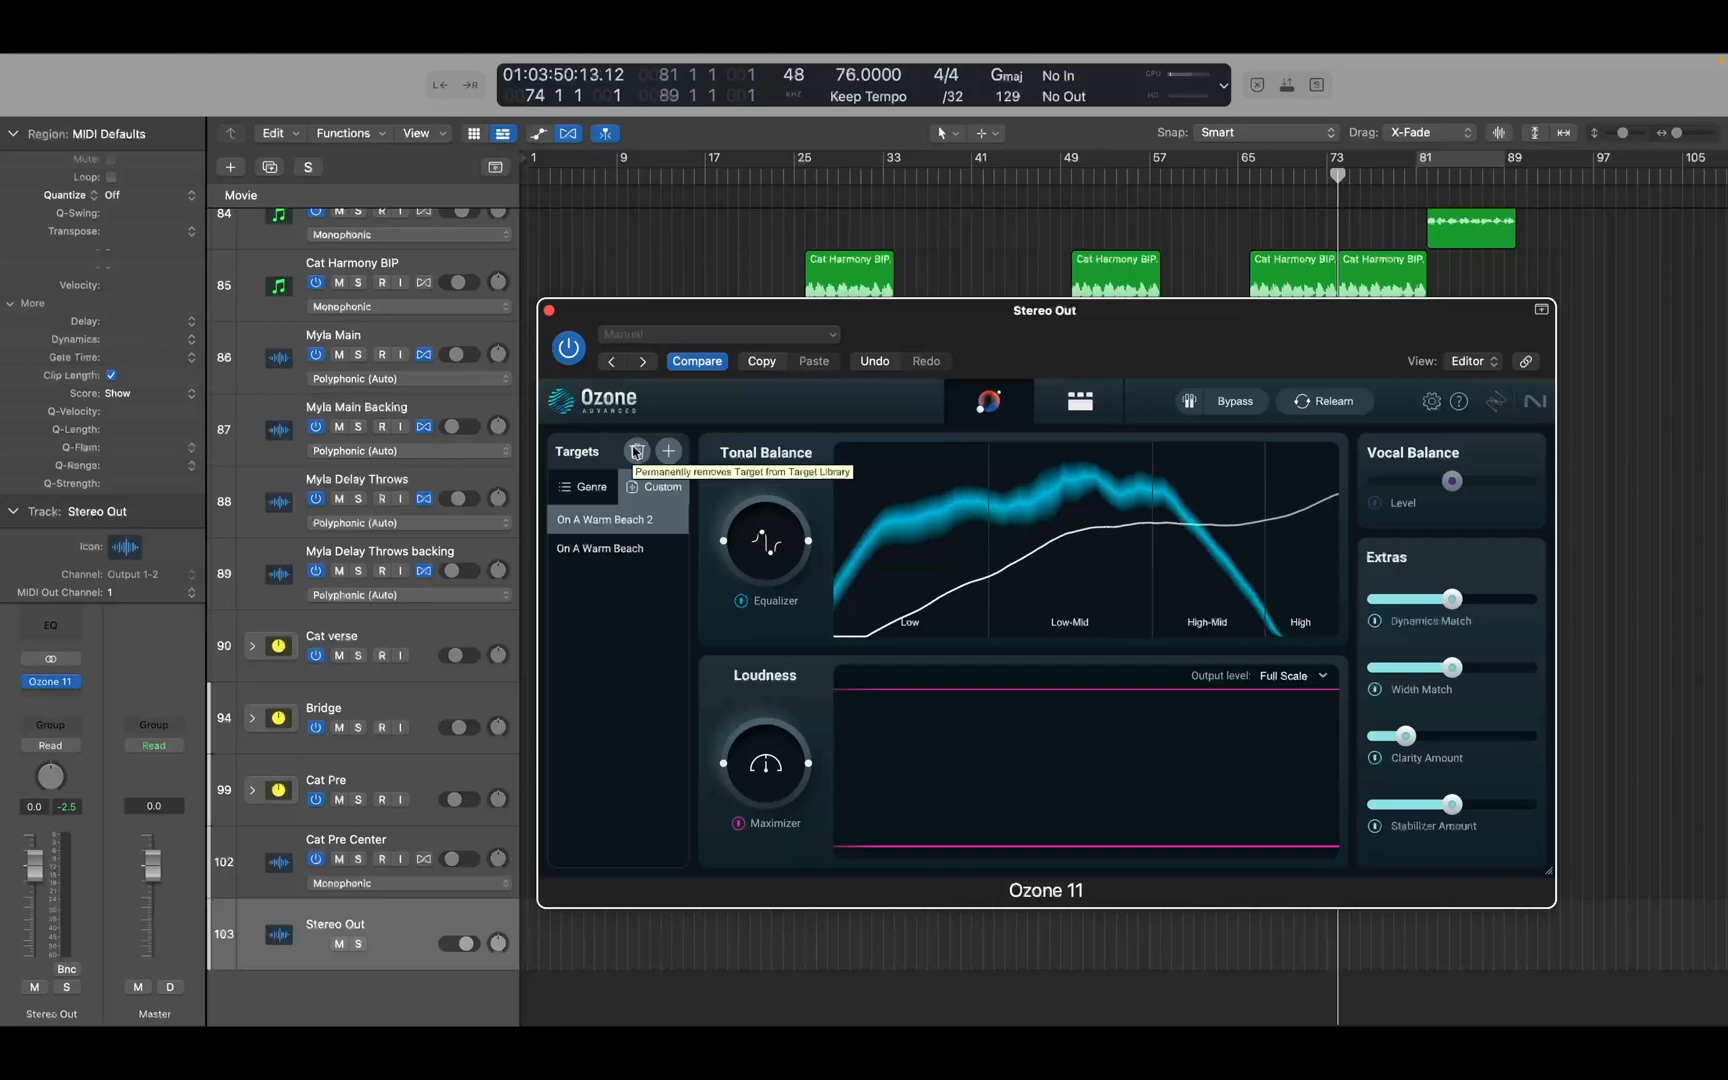 01:03:50:13.12
0081 1 1 001
48
76.0000
4/4
Gmaj
No In
CPU
0074 1 1 001
0089 1 1 001
KHZ
Keep Tempo
/32
129
No Out
HD
Region: MIDI Defaults
Edit
Functions
View
Snap: Smart
Drag: X-Fade
Mute:
Loop:
Quantize Off
Q-Swing:
Transpose:
Velocity:
More
Delay:
Dynamics:
Gate Time:
Clip Length:
Score: Show
Q-Velocity:
Q-Length:
Q-Flam:
Q-Range:
Q-Strength:
Track: Stereo Out
Icon:
Channel: Output 1-2
MIDI Out Channel: 1
EQ
Ozone 11
Group
Group
Read
Read
0.0
-2.5
0.0
Bnc
M
S
M
D
Stereo Out
Master
S
1
9
17
25
33
41
49
57
65
73
81
89
97
105
Movie
84
M S R I
Monophonic
Cat Harmony BIP
85
M S R I
Monophonic
Myla Main
86
M S R I
Polyphonic (Auto)
Myla Main Backing
87
M S R I
Polyphonic (Auto)
Myla Delay Throws
88
M S R I
Polyphonic (Auto)
Myla Delay Throws backing
89
M S R I
Polyphonic (Auto)
Cat verse
90
M S R I
Bridge
94
M S R I
Cat Pre
99
M S R I
Cat Pre Center
102
M S R I
Monophonic
Stereo Out
103
M S
Cat Harmony BIP.
Cat Harmony BIP.
Cat Harmony BIP.
Cat Harmony BIP.
Stereo Out
Manual
Compare
Copy
Paste
Undo
Redo
View: Editor
Ozone
ADVANCED
Bypass
Relearn
Targets
Permanently removes Target from Target Library
Genre
Custom
On A Warm Beach 2
On A Warm Beach
Tonal Balance
Equalizer
Low
Low-Mid
High-Mid
High
Loudness
Output level: Full Scale
Maximizer
Vocal Balance
Level
Extras
Dynamics Match
Width Match
Clarity Amount
Stabilizer Amount
Ozone 11